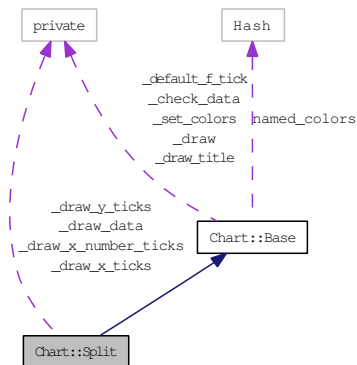 private
Hash
_default_f_tick
_check_data
_set_colors
named_colors
_draw
_draw_title
_draw_y_ticks
_draw_data
_draw_x_number_ticks
_draw_x_ticks
Chart::Base
Chart::Split